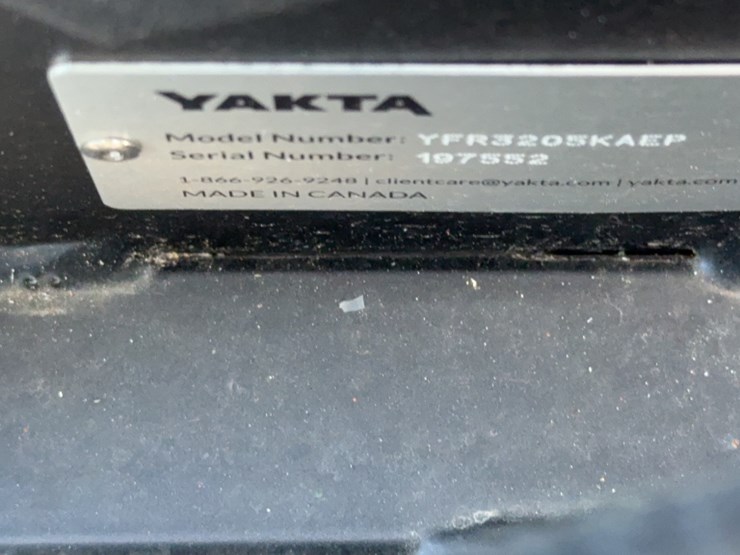 YAKTA
Model Number: YFR3205KAEP
Serial Number: 197552
1-866-926-9248 | clientcare@yakta.com / yakta.com
MADE IN CANADA